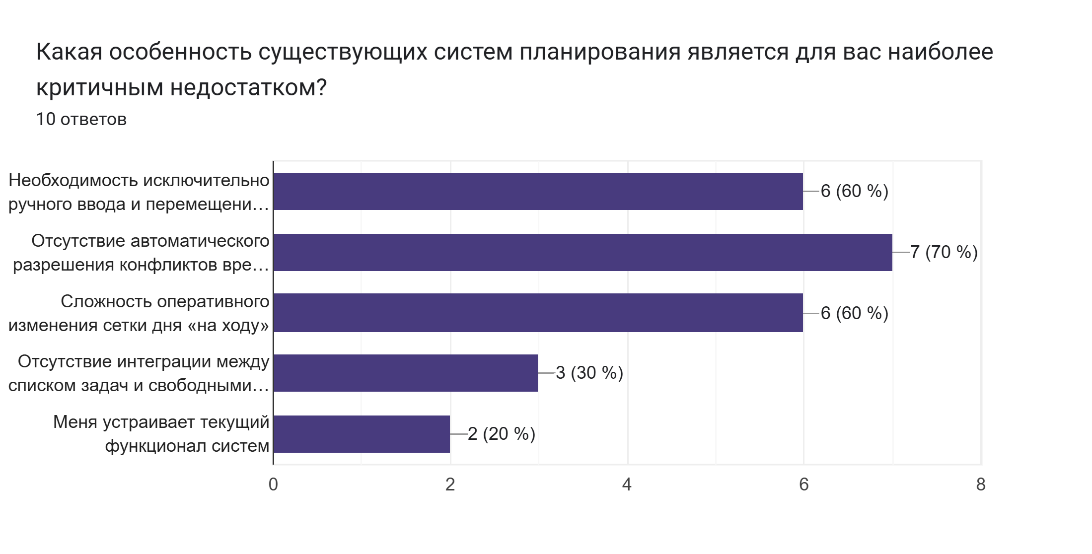 Какая особенность существующих систем планирования является для вас наиболее
критичным недостатком?
10 ответов
Необходимость исключительно
ручного ввода и перемещени…
6 (60 %)
Отсутствие автоматического
разрешения конфликтов вре…
7 (70 %)
Сложность оперативного
изменения сетки дня «на ходу»
6 (60 %)
Отсутствие интеграции между
списком задач и свободными…
3 (30 %)
Меня устраивает текущий
функционал систем
2 (20 %)
0 2 4 6 8